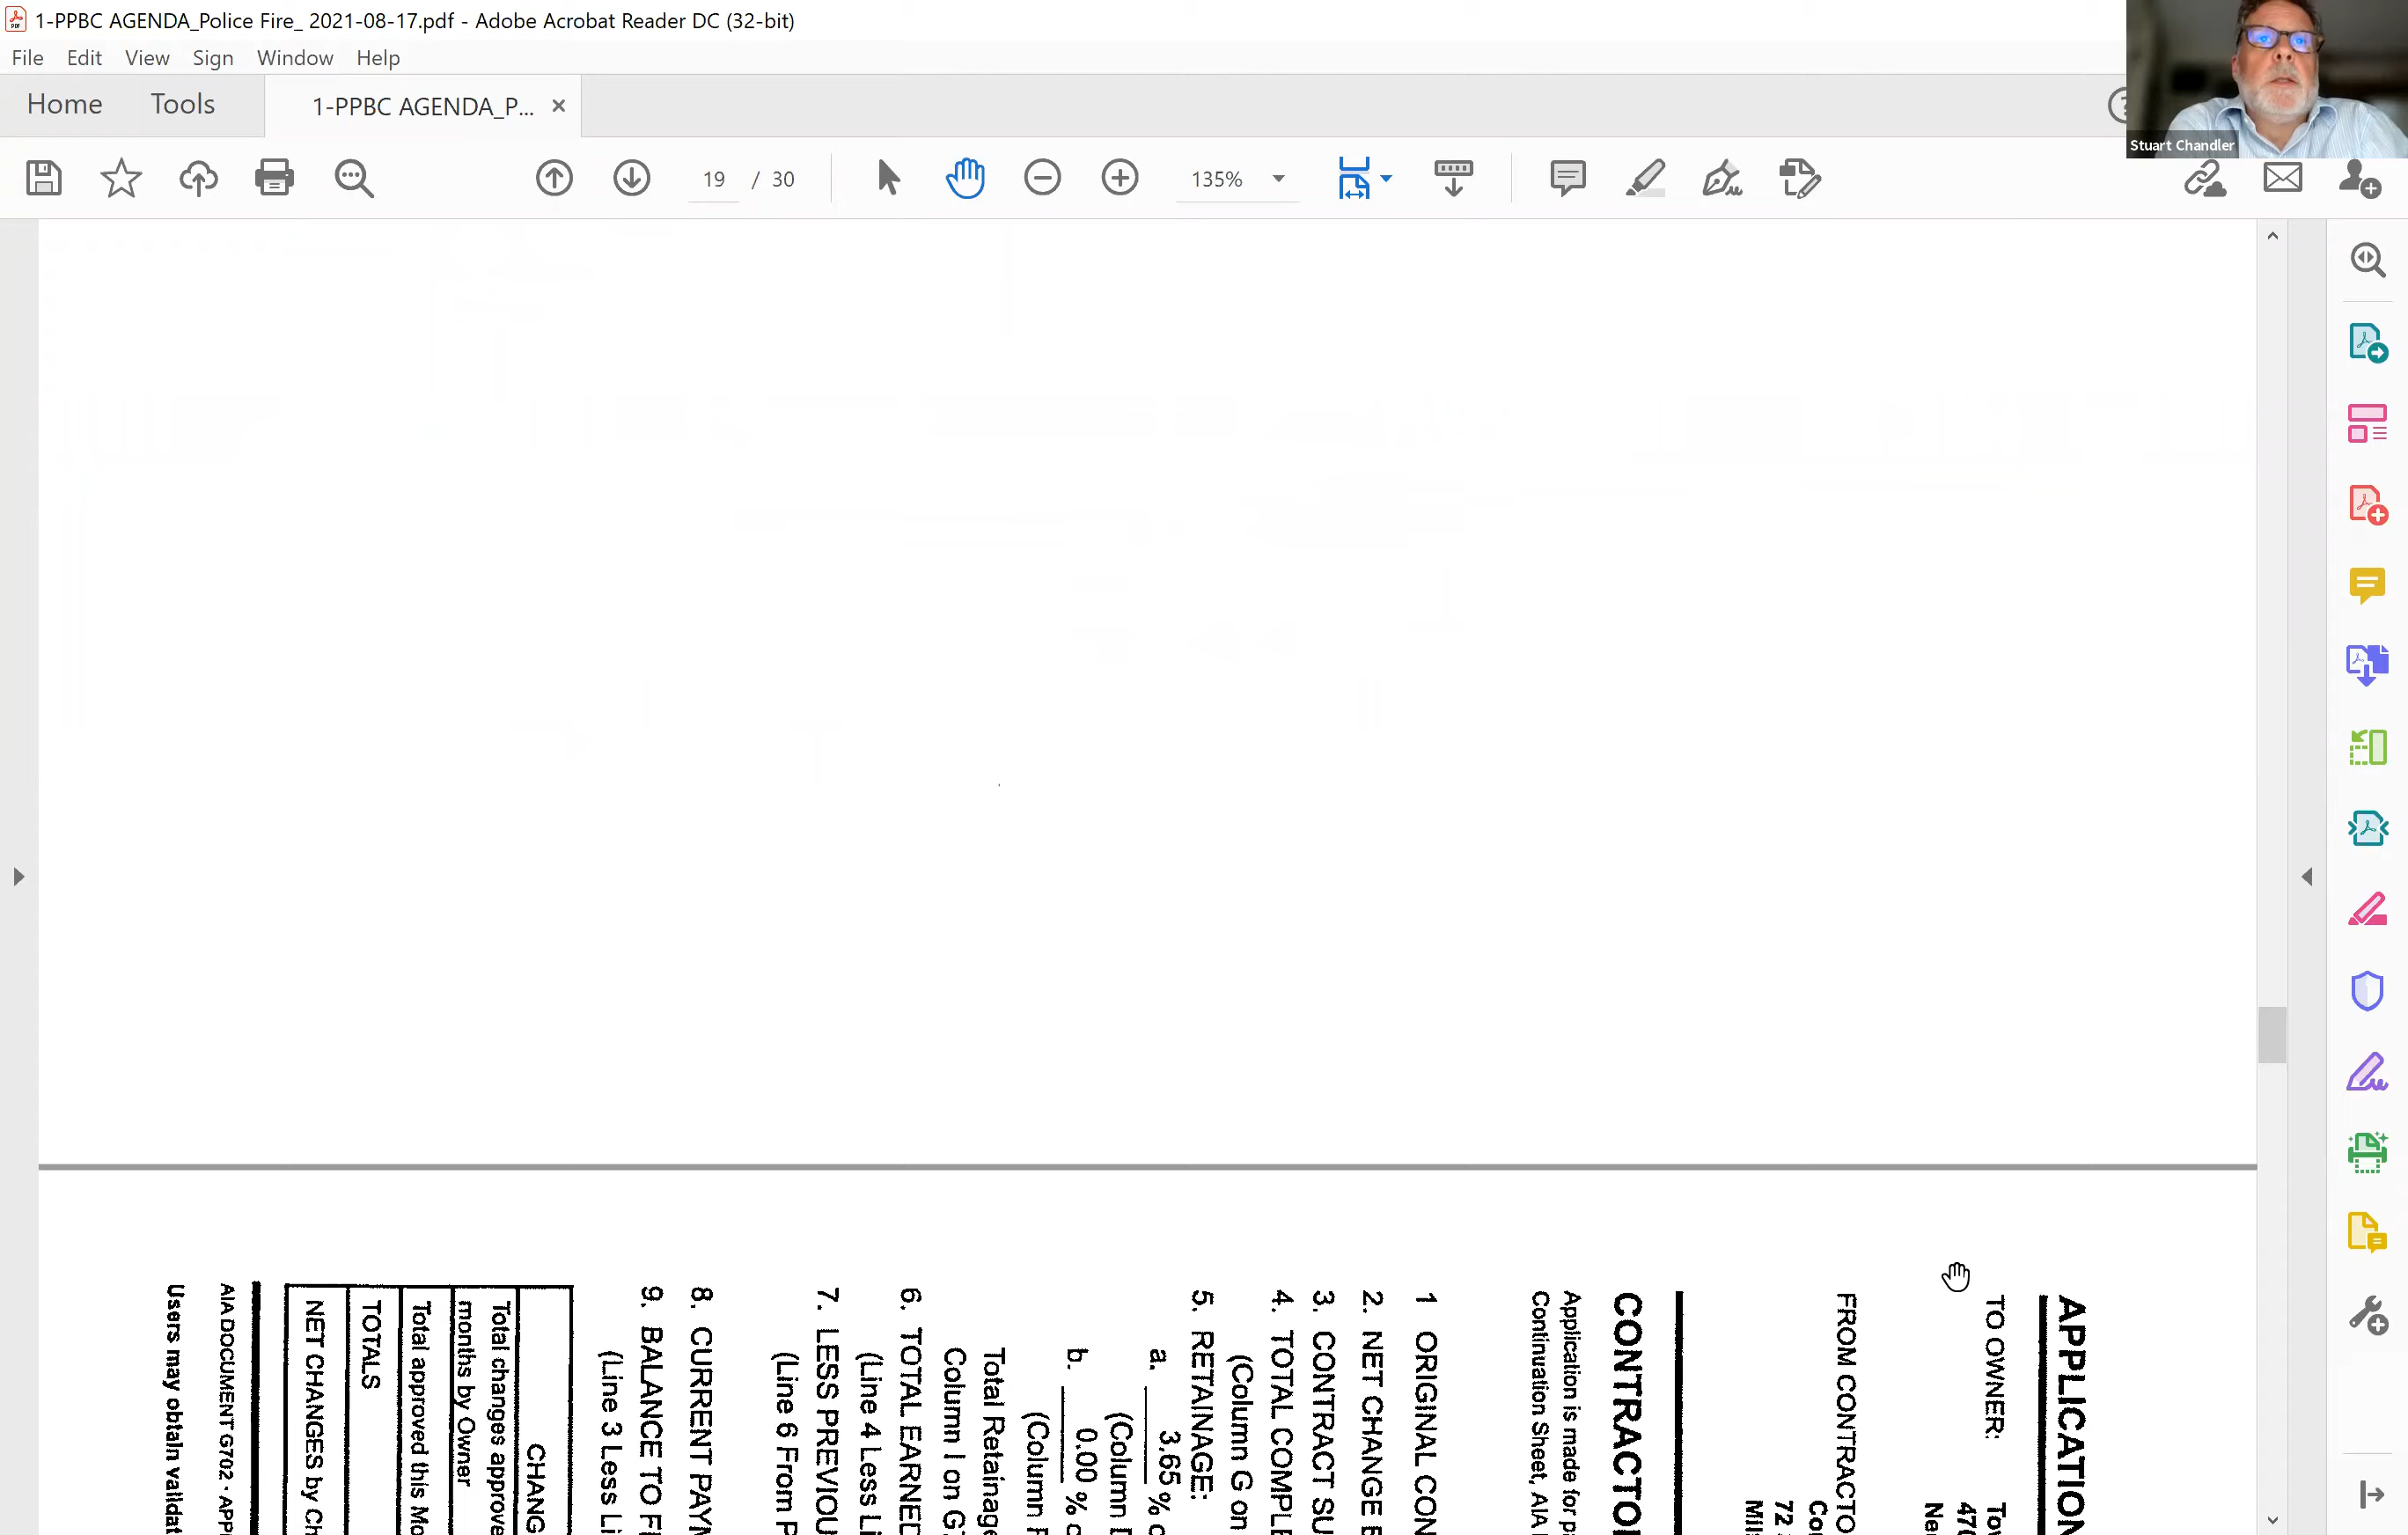 1-PPBC AGENDA_Police Fire_ 2021-08-17.pdf - Adobe Acrobat Reader DC (32-bit)
File Edit View Sign Window Help
Home Tools 1-PPBC AGENDA_P... ×
Stuart Chandler
19 / 30 135%
APPLICATION
TO OWNER:
FROM CONTRACTO
72
CONTRACTOR
Application is made for p
Continuation Sheet, AIA
1 ORIGINAL CON
2. NET CHANGE B
3. CONTRACT SU
4. TOTAL COMPLE
(Column G on
5. RETAINAGE:
a. 3.65 % o
(Column D
b. 0.00 % o
(Column F
Total Retainage
Column I on G7
6. TOTAL EARNED
(Line 4 Less Li
7. LESS PREVIOU
(Line 6 From P
8. CURRENT PAYM
9. BALANCE TO FI
(Line 3 Less Li
CHANG
Total changes approve
months by Owner
Total approved this Mo
TOTALS
NET CHANGES by Ch
AIA DOCUMENT G702 • APPL
Users may obtain validat